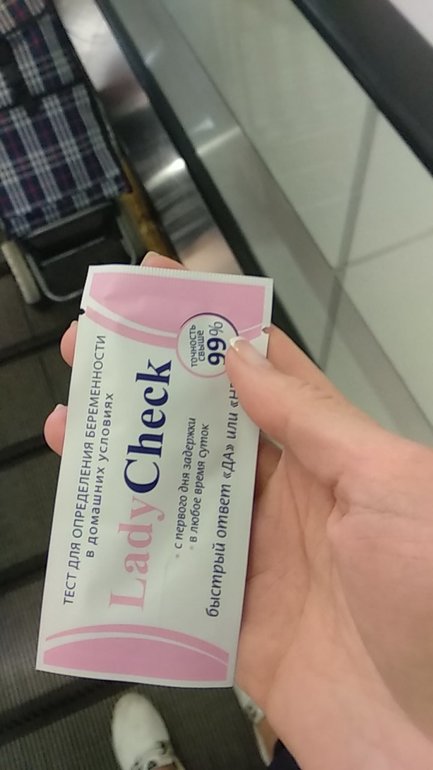 ТЕСТ ДЛЯ ОПРЕДЕЛЕНИЯ БЕРЕМЕННОСТИ
в домашних условиях
LadyCheck
точность
свыше
99%
• с первого дня задержки
• в любое время суток
быстрый ответ «ДА» или